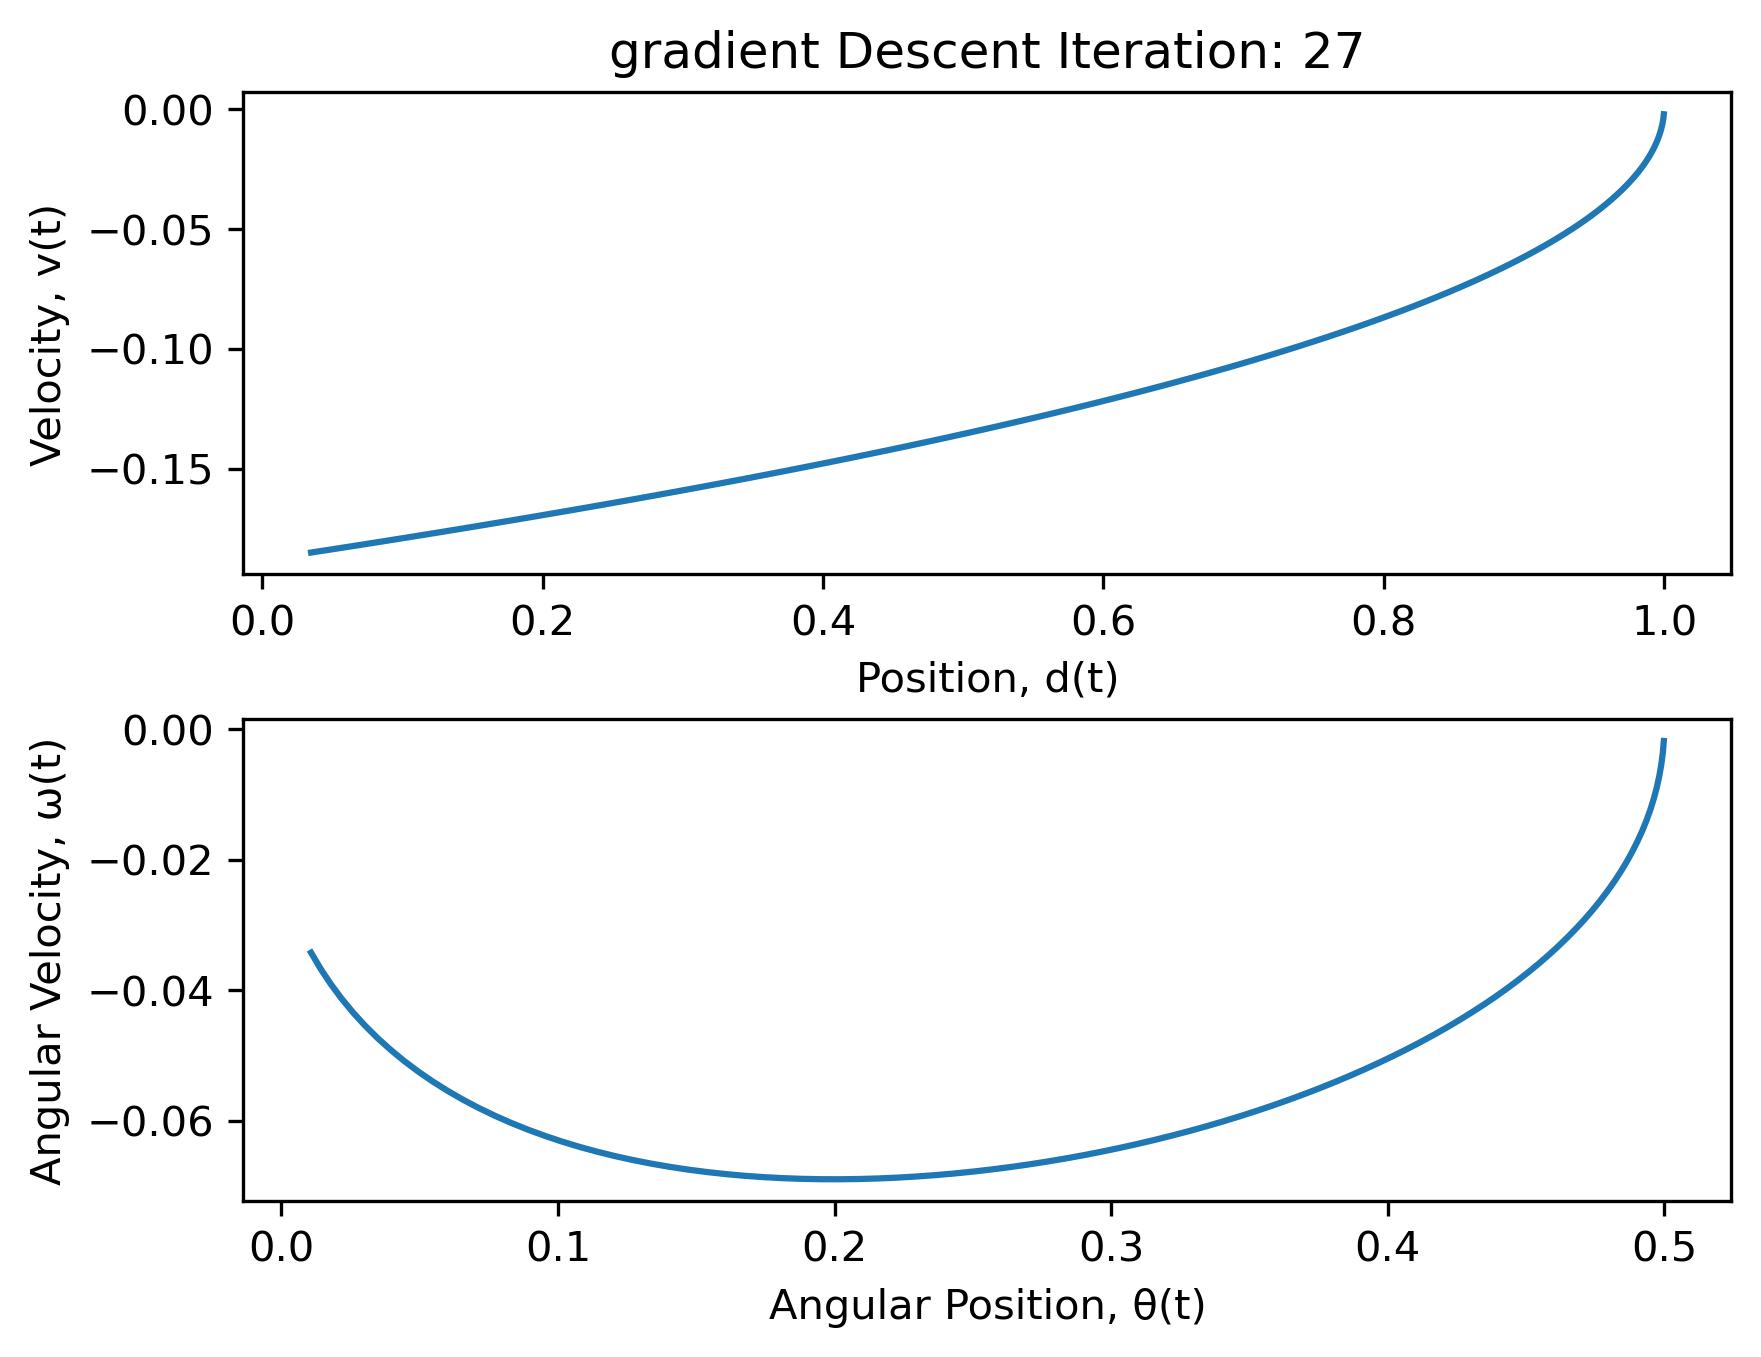 gradient Descent Iteration: 27
0.00
−0.05
−0.10
−0.15
Velocity, v(t)
0.0 0.2 0.4 0.6 0.8 1.0
Position, d(t)
0.00
−0.02
−0.04
−0.06
Angular Velocity, ω(t)
0.0 0.1 0.2 0.3 0.4 0.5
Angular Position, θ(t)